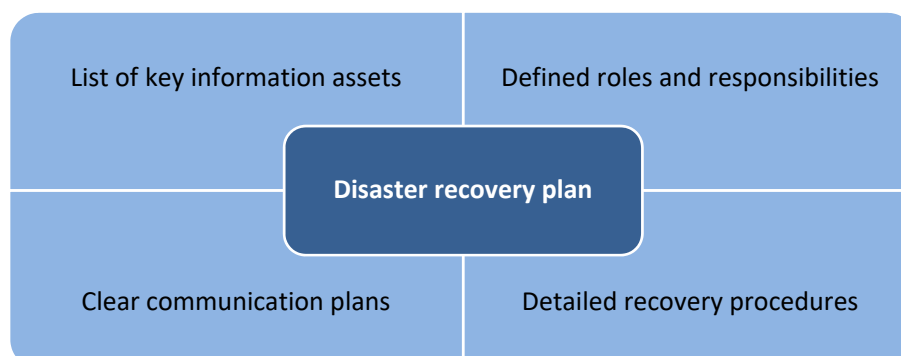 List of key information assets
Defined roles and responsibilities
Disaster recovery plan
Clear communication plans
Detailed recovery procedures